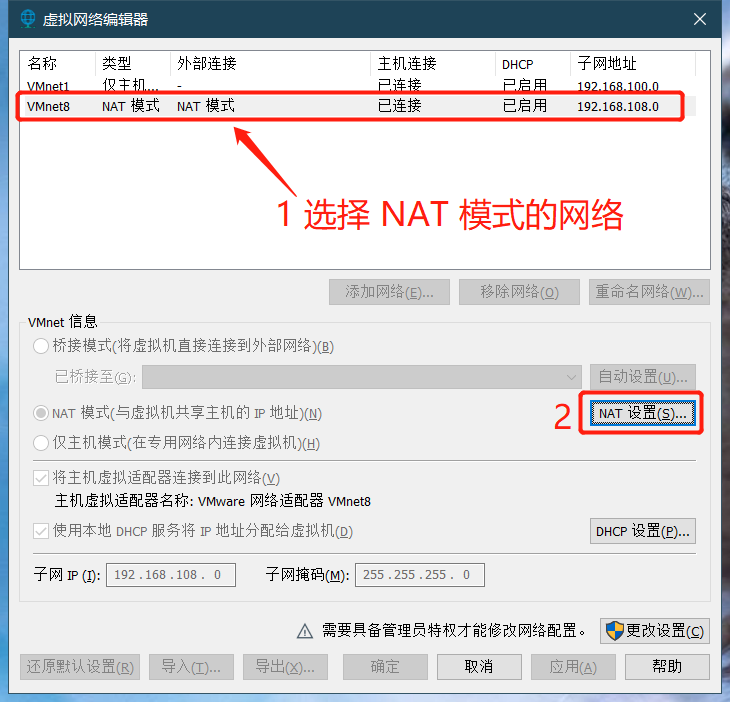 虚拟网络编辑器
名称 类型 外部连接 主机连接 DHCP 子网地址
VMnet1 仅主机... - 已连接 已启用 192.168.100.0
VMnet8 NAT 模式 NAT 模式 已连接 已启用 192.168.108.0
1 选择 NAT 模式的网络
添加网络(E)... 移除网络(O) 重命名网络(W)...
VMnet 信息
桥接模式(将虚拟机直接连接到外部网络)(B)
已桥接至(G): 自动设置(U)...
NAT 模式(与虚拟机共享主机的 IP 地址)(N) 2 NAT 设置(S)...
仅主机模式(在专用网络内连接虚拟机)(H)
将主机虚拟适配器连接到此网络(V)
主机虚拟适配器名称: VMware 网络适配器 VMnet8
使用本地 DHCP 服务将 IP 地址分配给虚拟机(D) DHCP 设置(P)...
子网 IP (I): 192.168.108. 0 子网掩码(M): 255.255.255. 0
需要具备管理员特权才能修改网络配置。 更改设置(C)
还原默认设置(R) 导入(T)... 导出(X)... 确定 取消 应用(A) 帮助